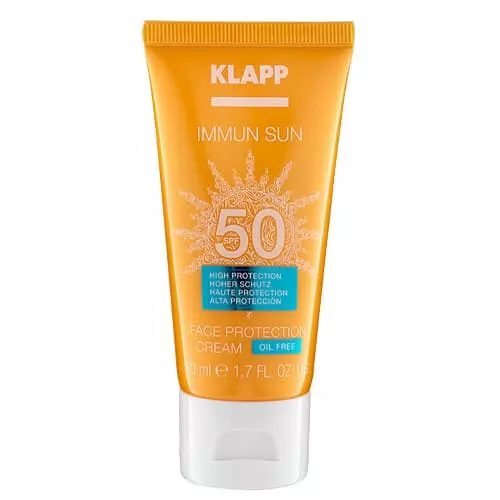 KLAPP
IMMUN SUN
SPF 50
HIGH PROTECTION
HOHER SCHUTZ
HAUTE PROTECTION
ALTA PROTECCIÓN
FACE PROTECTION
CREAM OIL FREE
50 ml e 1.7 FL. OZ. U.S.